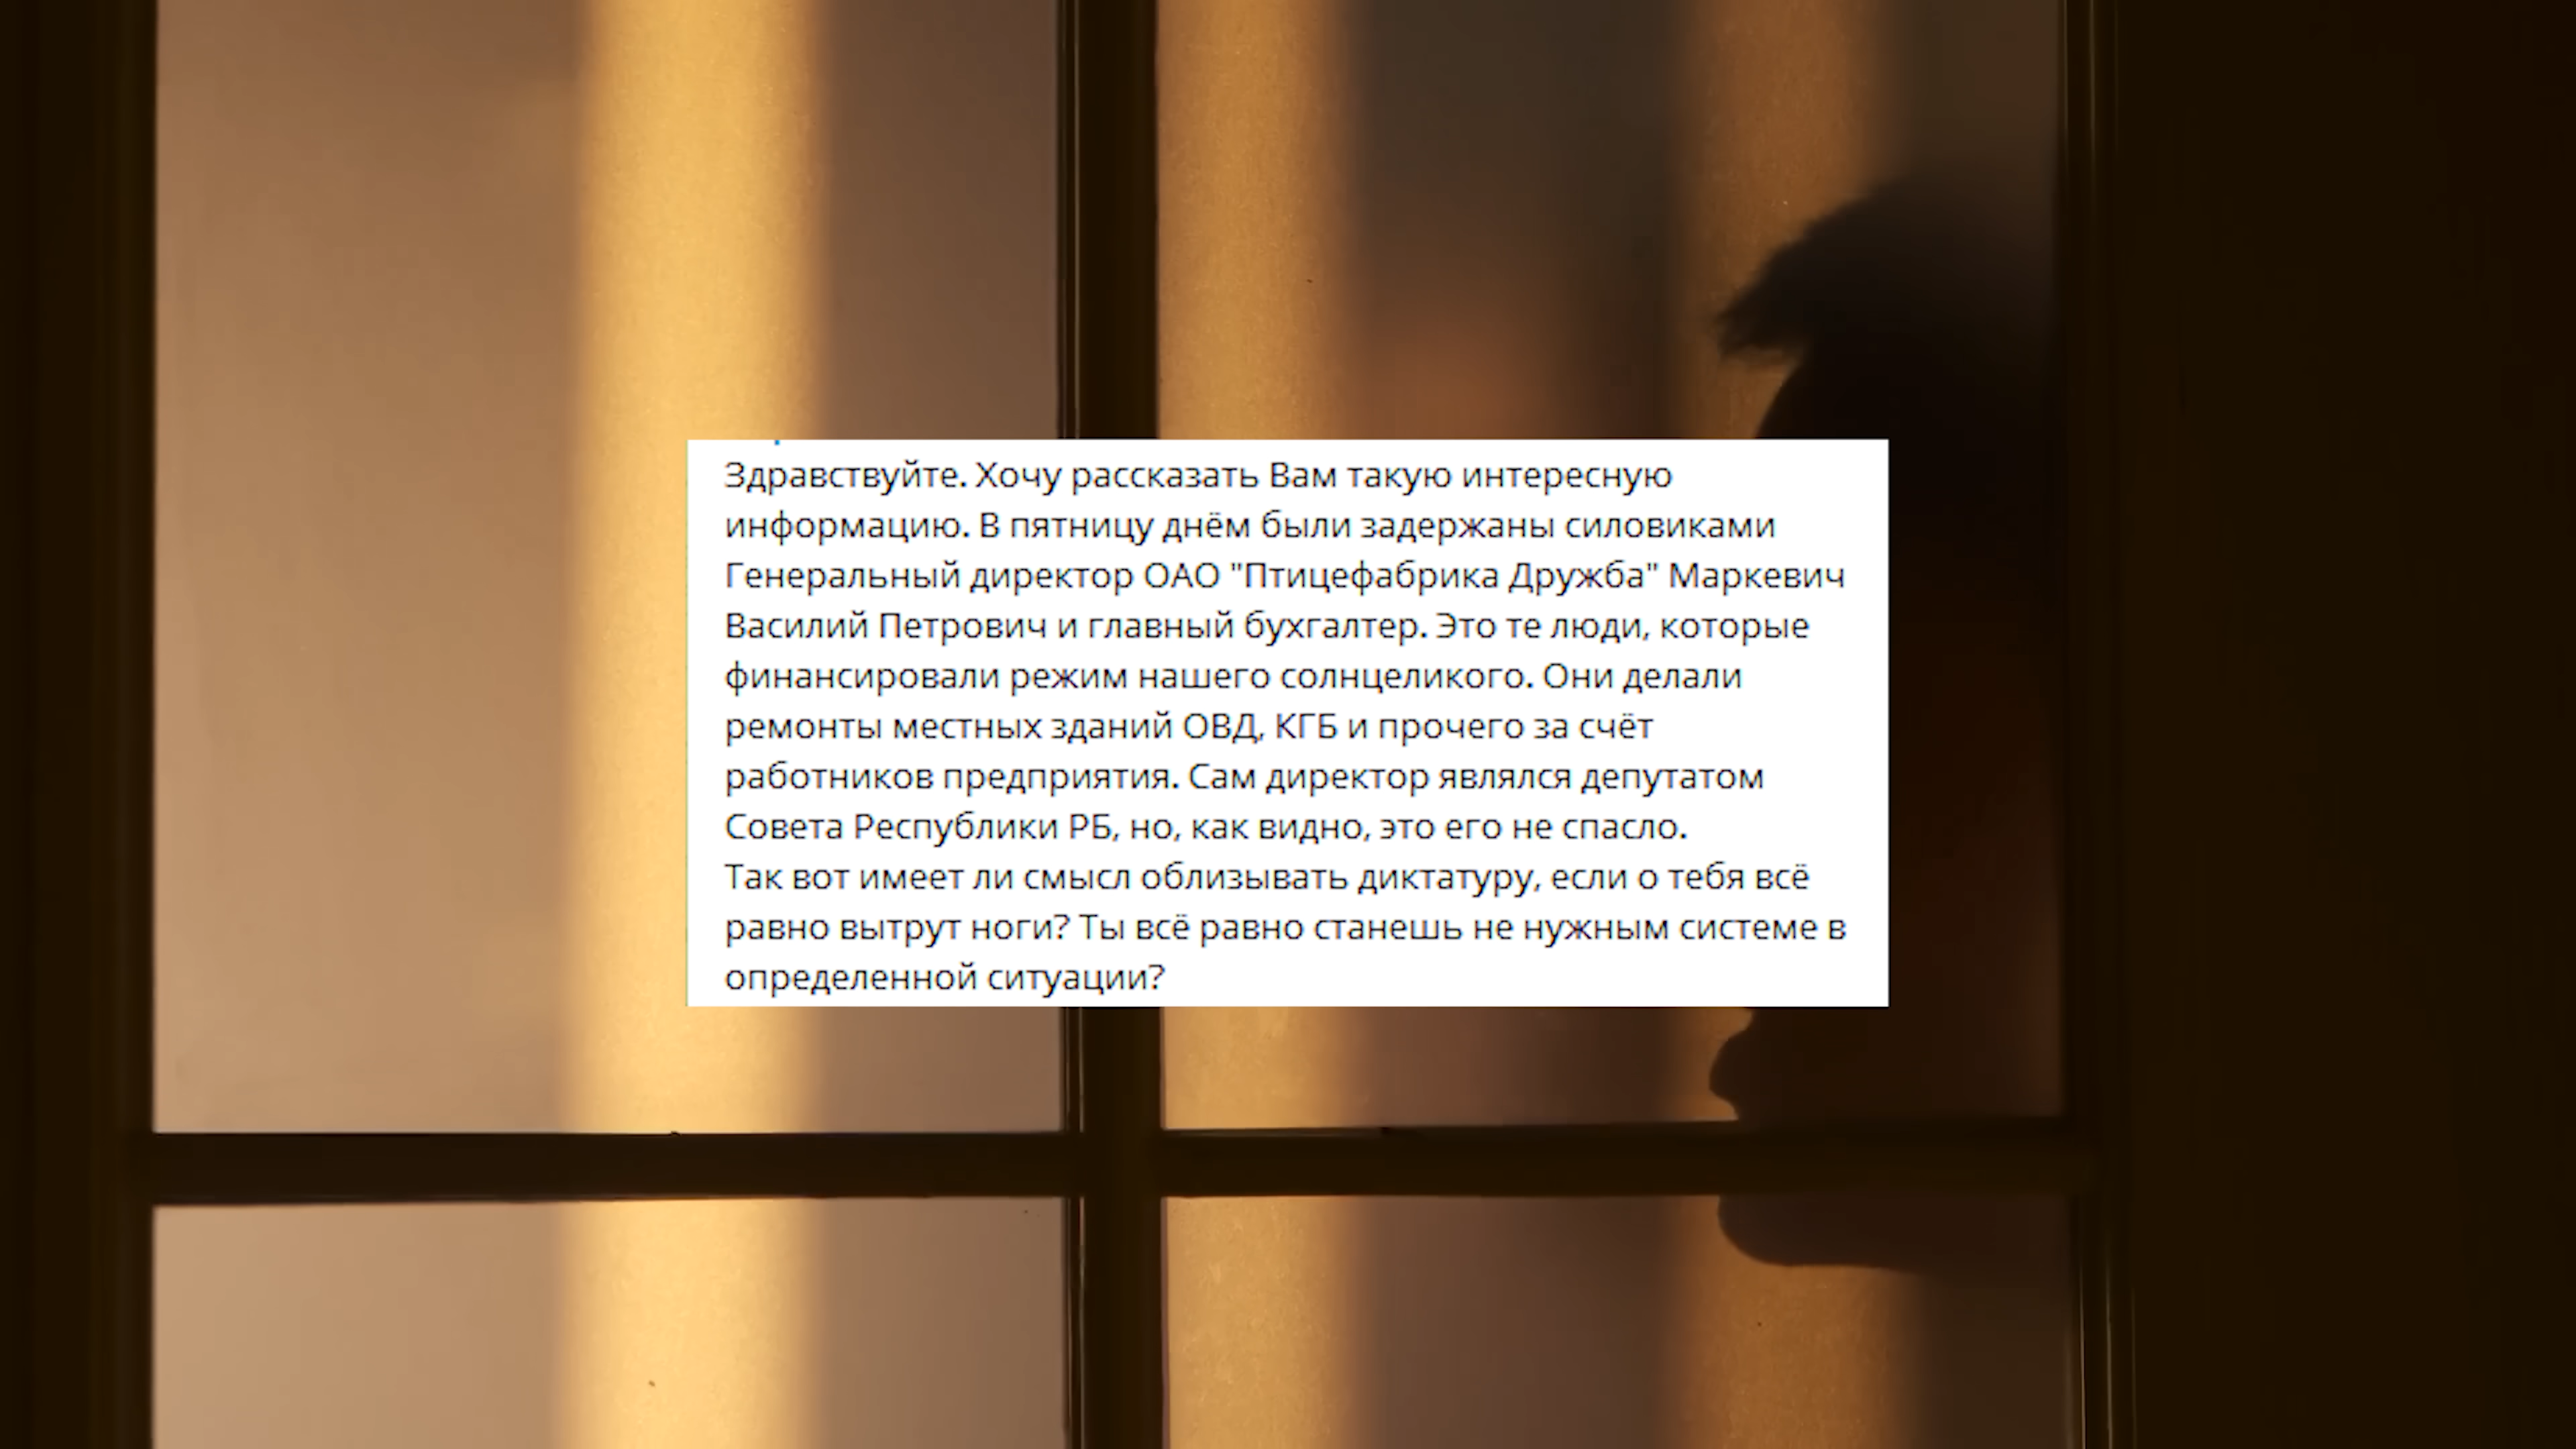 Здравствуйте. Хочу рассказать Вам такую интересную
информацию. В пятницу днём были задержаны силовиками
Генеральный директор ОАО "Птицефабрика Дружба" Маркевич
Василий Петрович и главный бухгалтер. Это те люди, которые
финансировали режим нашего солнцеликого. Они делали
ремонты местных зданий ОВД, КГБ и прочего за счёт
работников предприятия. Сам директор являлся депутатом
Совета Республики РБ, но, как видно, это его не спасло.
Так вот имеет ли смысл облизывать диктатуру, если о тебя всё
равно вытрут ноги? Ты всё равно станешь не нужным системе в
определенной ситуации?